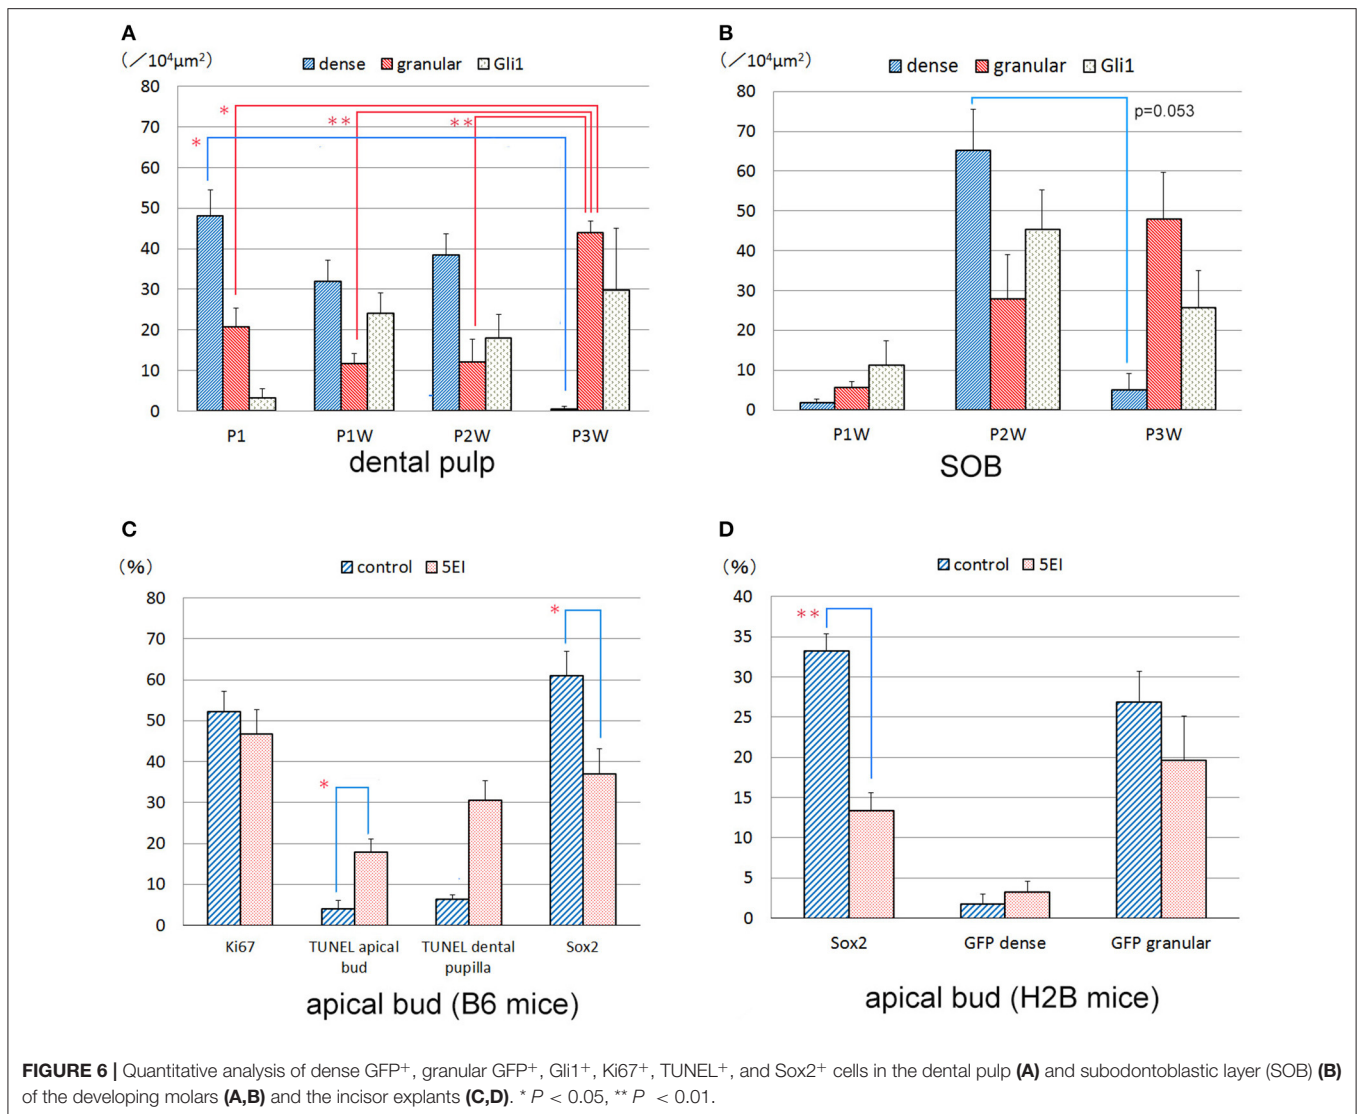 A
(／10⁴μm²)
dense granular Gli1
80
70
60
50
40
30
20
10
0
*
*
**
**
P1 P1W P2W P3W
dental pulp
B
(／10⁴μm²)
dense granular Gli1
80
70
60
50
40
30
20
10
0
p=0.053
P1W P2W P3W
SOB
C
(%)
control 5EI
80
70
60
50
40
30
20
10
0
*
*
Ki67 TUNEL apical TUNEL dental Sox2
bud pupilla
apical bud (B6 mice)
D
(%)
control 5EI
40
35
30
25
20
15
10
5
0
**
Sox2 GFP dense GFP granular
apical bud (H2B mice)
FIGURE 6 | Quantitative analysis of dense GFP⁺, granular GFP⁺, Gli1⁺, Ki67⁺, TUNEL⁺, and Sox2⁺ cells in the dental pulp (A) and subodontoblastic layer (SOB) (B)
of the developing molars (A,B) and the incisor explants (C,D). * P < 0.05, ** P < 0.01.